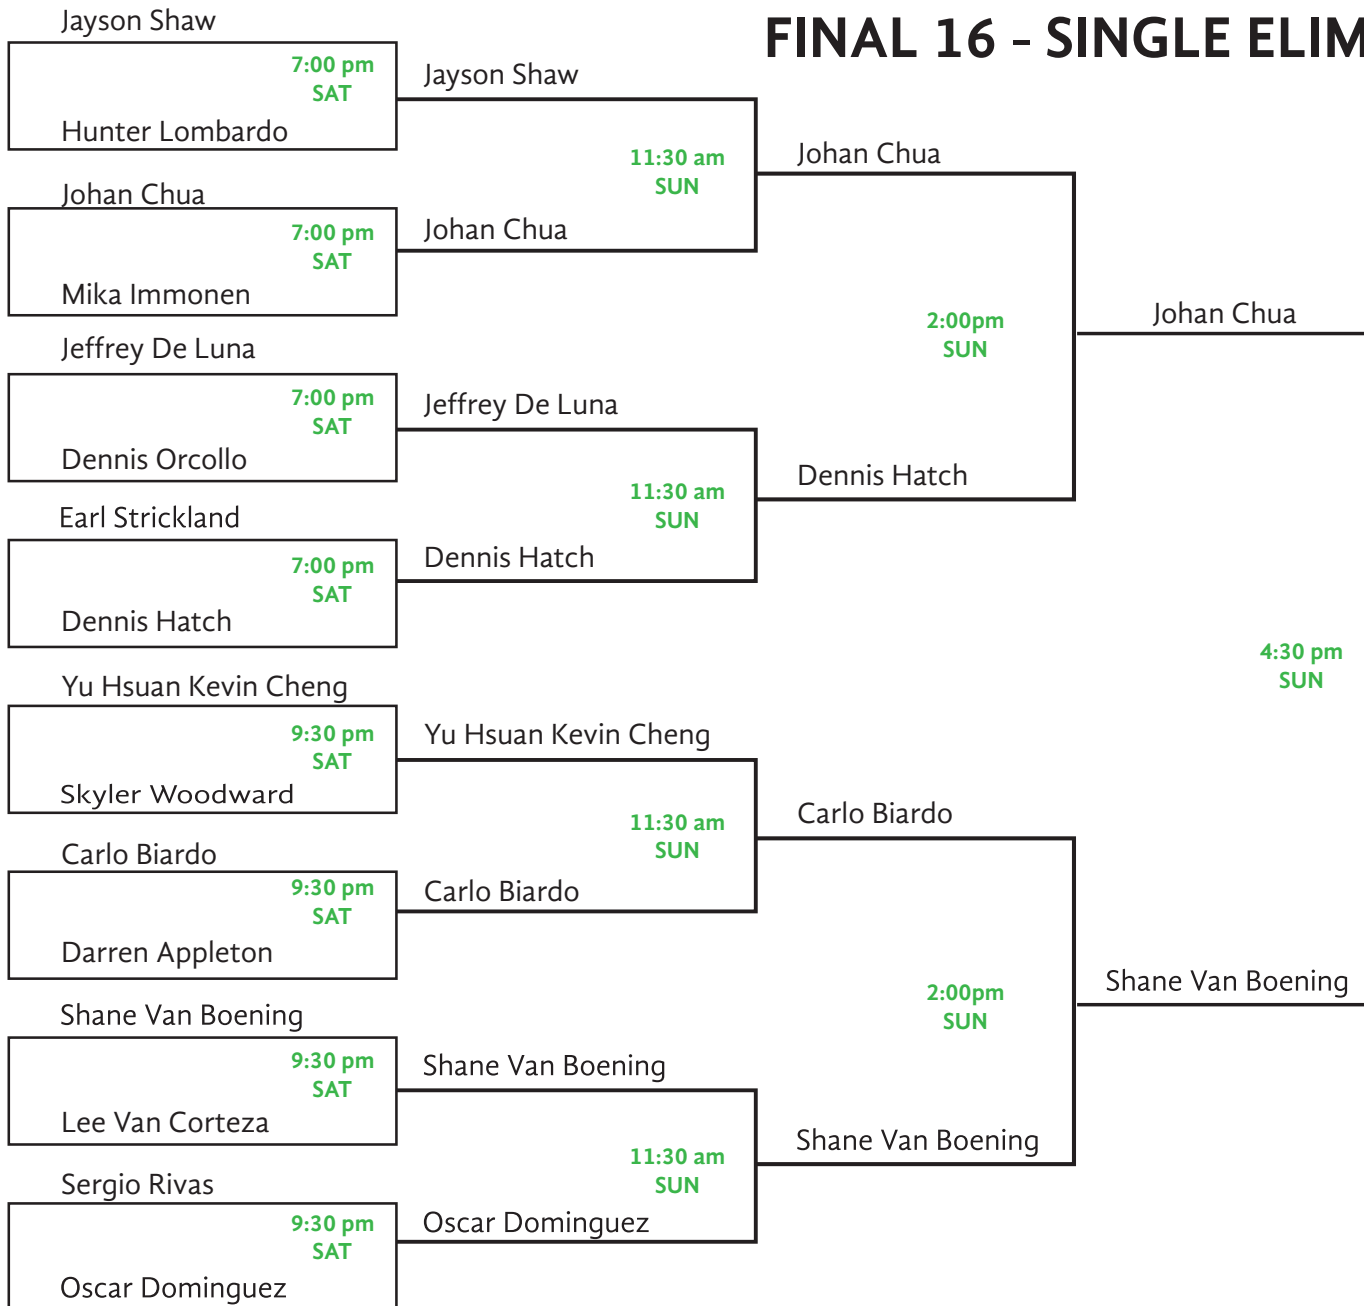 FINAL 16 - SINGLE ELIM
Jayson Shaw
7:00 pm
SAT
Hunter Lombardo
Johan Chua
7:00 pm
SAT
Mika Immonen
Jeffrey De Luna
7:00 pm
SAT
Dennis Orcollo
Earl Strickland
7:00 pm
SAT
Dennis Hatch
Yu Hsuan Kevin Cheng
9:30 pm
SAT
Skyler Woodward
Carlo Biardo
9:30 pm
SAT
Darren Appleton
Shane Van Boening
9:30 pm
SAT
Lee Van Corteza
Sergio Rivas
9:30 pm
SAT
Oscar Dominguez
Jayson Shaw
11:30 am
SUN
Johan Chua
Jeffrey De Luna
11:30 am
SUN
Dennis Hatch
Yu Hsuan Kevin Cheng
11:30 am
SUN
Carlo Biardo
Shane Van Boening
11:30 am
SUN
Oscar Dominguez
Johan Chua
2:00pm
SUN
Dennis Hatch
Carlo Biardo
2:00pm
SUN
Shane Van Boening
Johan Chua
4:30 pm
SUN
Shane Van Boening